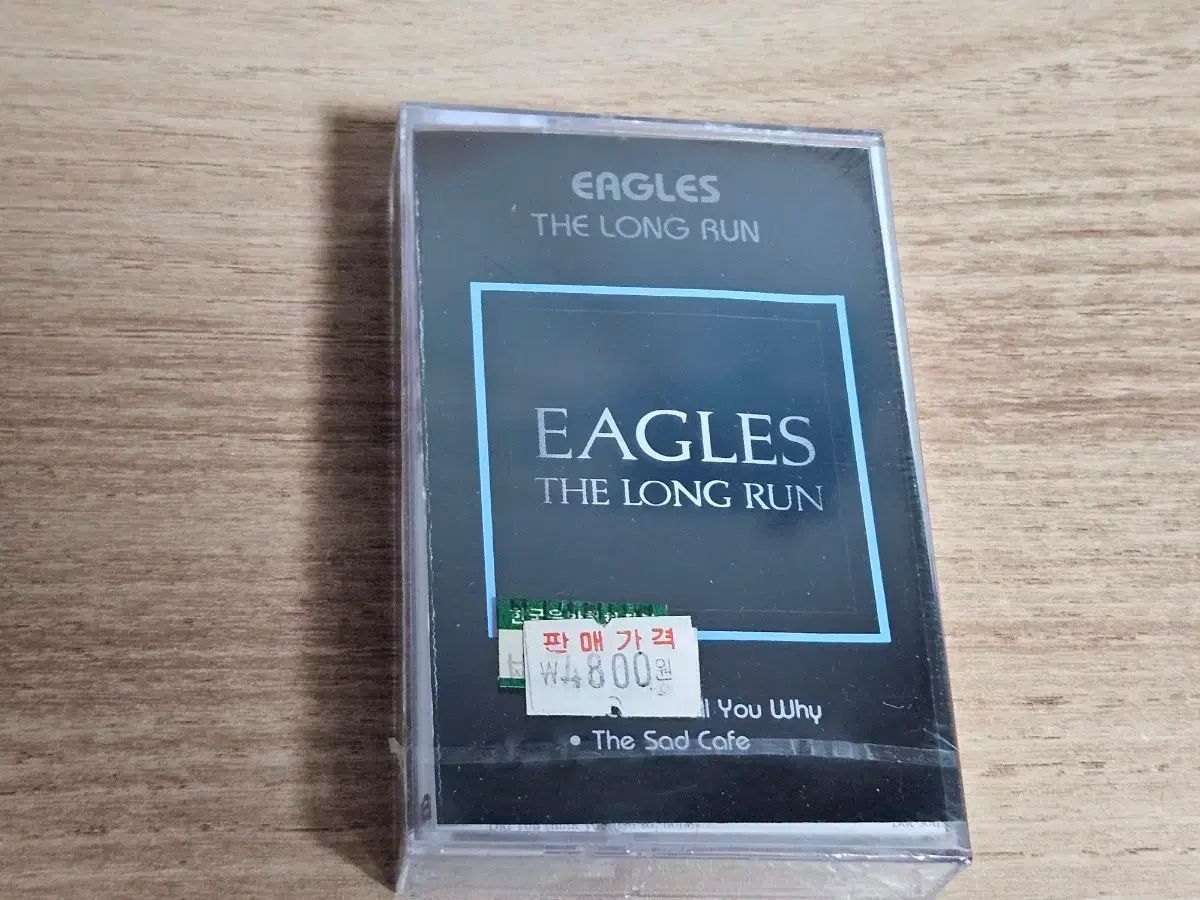 EAGLES
THE LONG RUN
EAGLES
THE LONG RUN
판매가격
₩4800원
You Why
• The Sad Cafe